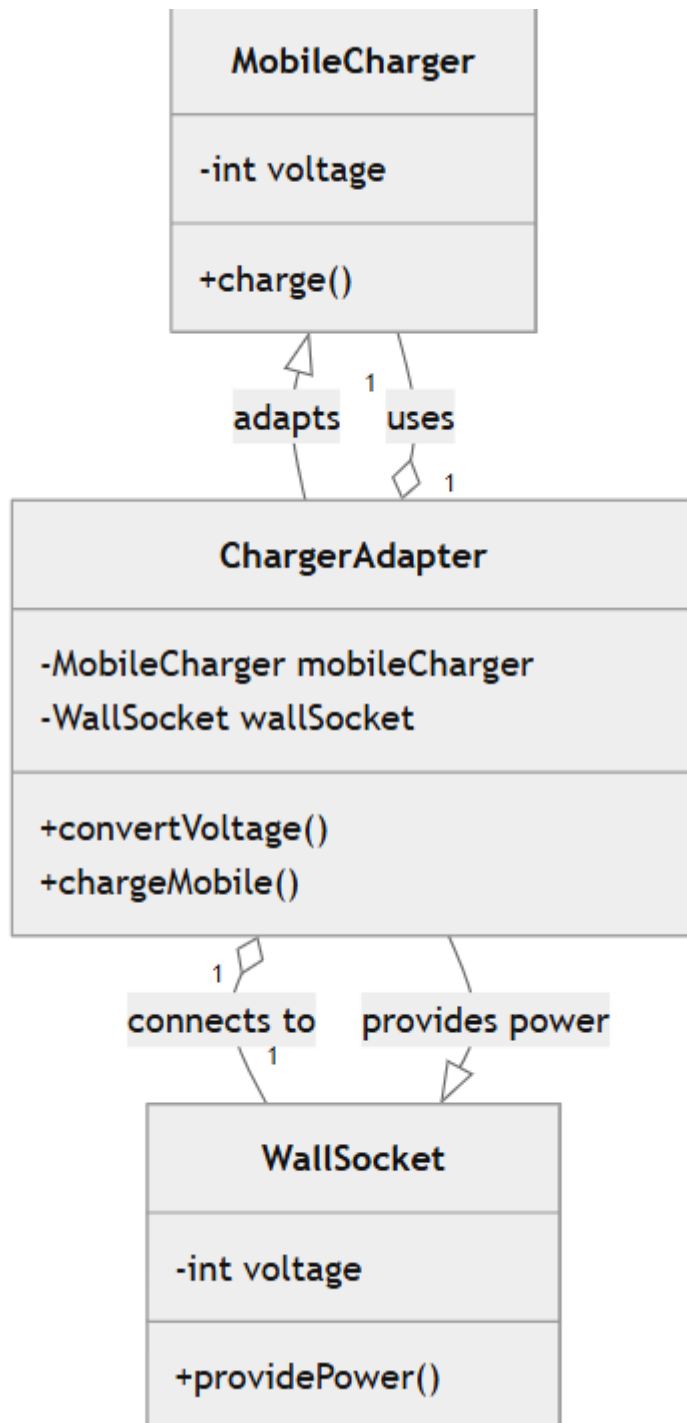 MobileCharger
-int voltage
+charge()
adapts
1
uses
1
ChargerAdapter
-MobileCharger mobileCharger
-WallSocket wallSocket
+convertVoltage()
+chargeMobile()
1
connects to
provides power
1
WallSocket
-int voltage
+providePower()